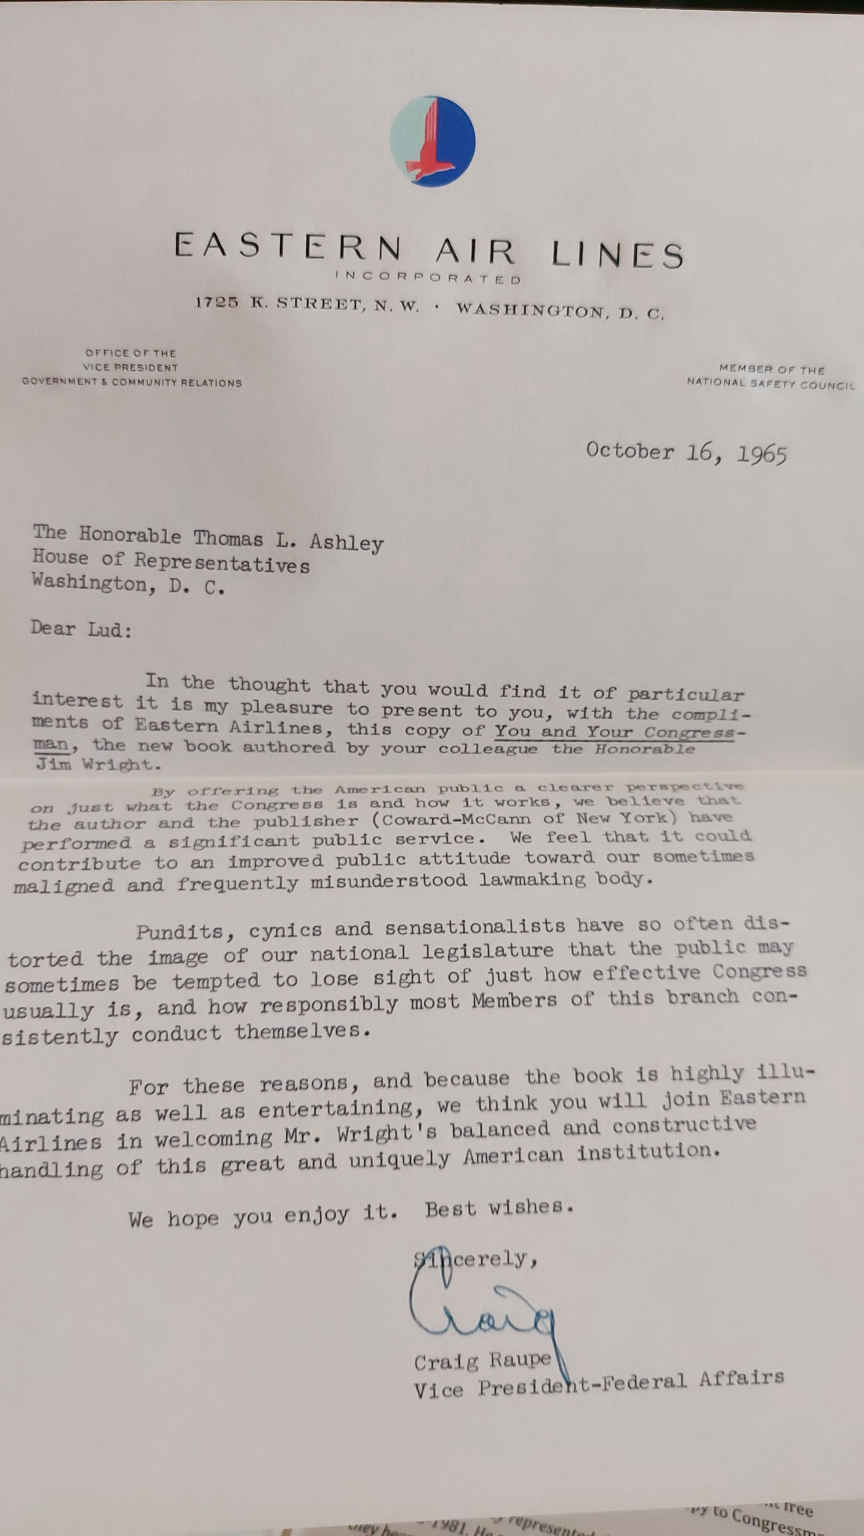 EASTERN AIR LINES
INCORPORATED
1725 K. STREET, N. W. · WASHINGTON, D. C.
OFFICE OF THE
VICE PRESIDENT
GOVERNMENT & COMMUNITY RELATIONS
MEMBER OF THE
NATIONAL SAFETY COUNCIL
October 16, 1965
The Honorable Thomas L. Ashley
House of Representatives
Washington, D. C.
Dear Lud:
In the thought that you would find it of particular
interest it is my pleasure to present to you, with the compli-
ments of Eastern Airlines, this copy of You and Your Congress-
man, the new book authored by your colleague the Honorable
Jim Wright.
By offering the American public a clearer perspective
on just what the Congress is and how it works, we believe that
the author and the publisher (Coward-McCann of New York) have
performed a significant public service. We feel that it could
contribute to an improved public attitude toward our sometimes
maligned and frequently misunderstood lawmaking body.
Pundits, cynics and sensationalists have so often dis-
torted the image of our national legislature that the public may
sometimes be tempted to lose sight of just how effective Congress
usually is, and how responsibly most Members of this branch con-
sistently conduct themselves.
For these reasons, and because the book is highly illu-
minating as well as entertaining, we think you will join Eastern
Airlines in welcoming Mr. Wright's balanced and constructive
handling of this great and uniquely American institution.
We hope you enjoy it. Best wishes.
Sincerely,
Craig
Craig Raupe
Vice President-Federal Affairs
free
py to Congressm
1981. He
represented